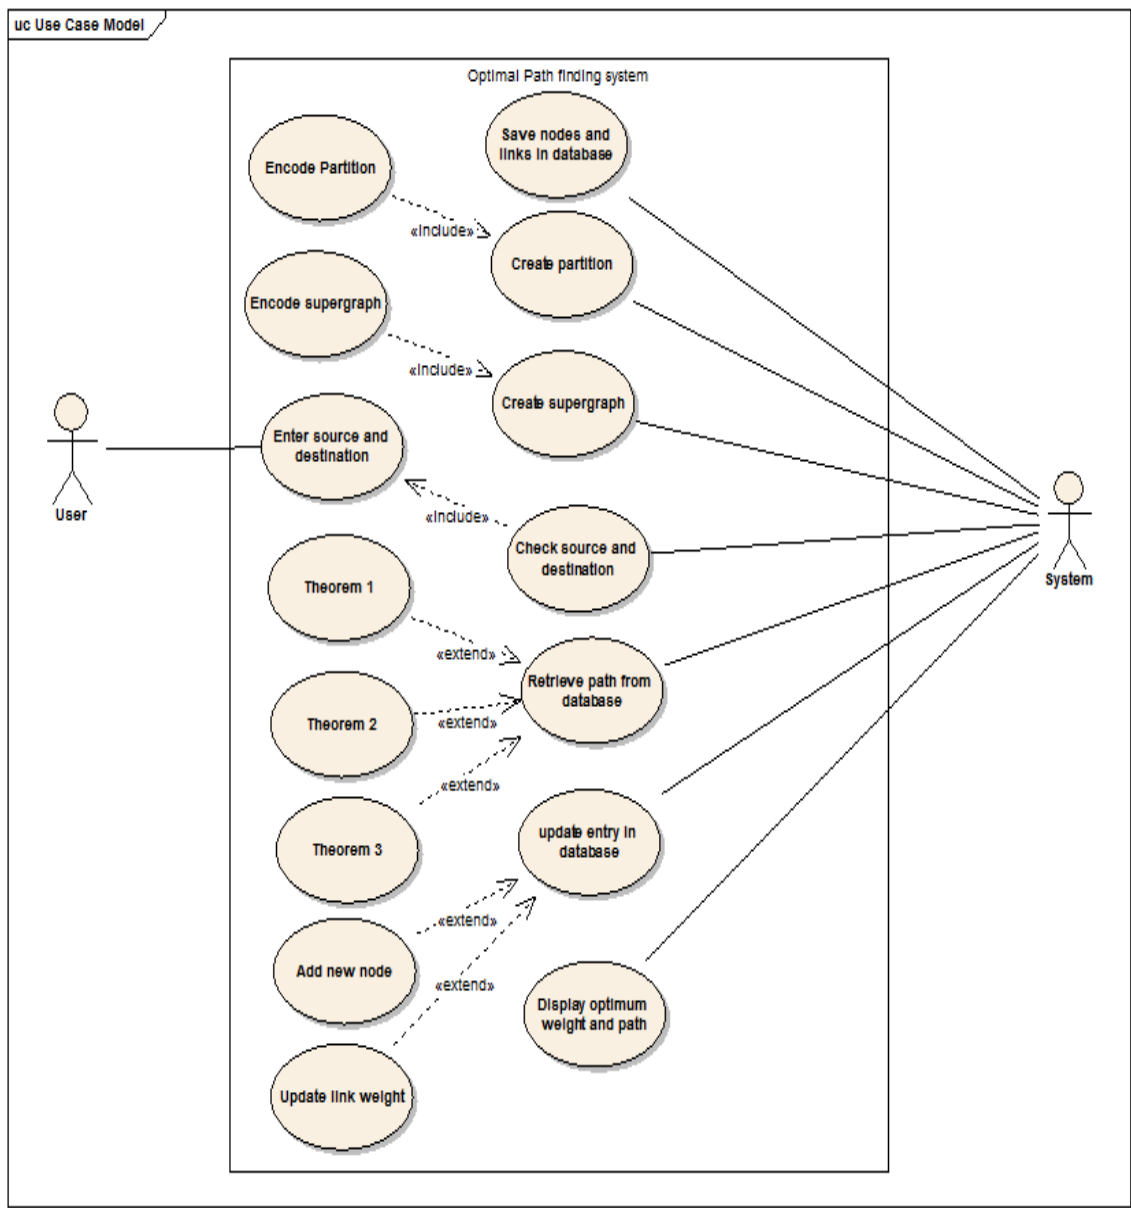 uc Use Case Model
Optimal Path finding system
Save nodes and
links in database
Encode Partition
«include»
Create partition
Encode supergraph
«include»
Create supergraph
Enter source and
destination
User
«include»
Check source and
destination
System
Theorem 1
«extend»
Retrieve path from
database
Theorem 2
«extend»
«extend»
Theorem 3
update entry in
database
«extend»
Add new node
«extend»
Display optimum
weight and path
Update link weight